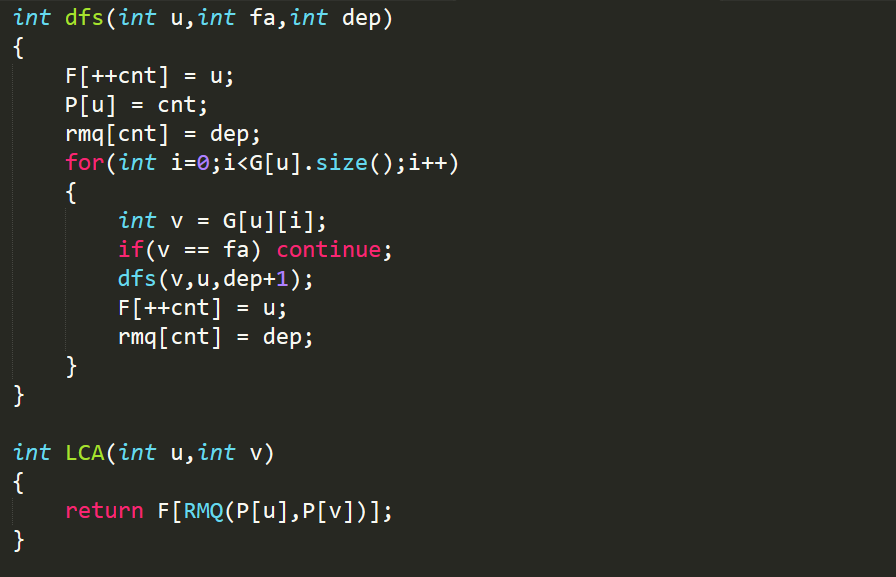 int dfs(int u,int fa,int dep)
{
    F[++cnt] = u;
    P[u] = cnt;
    rmq[cnt] = dep;
    for(int i=0;i<G[u].size();i++)
    {
        int v = G[u][i];
        if(v == fa) continue;
        dfs(v,u,dep+1);
        F[++cnt] = u;
        rmq[cnt] = dep;
    }
}

int LCA(int u,int v)
{
    return F[RMQ(P[u],P[v])];
}